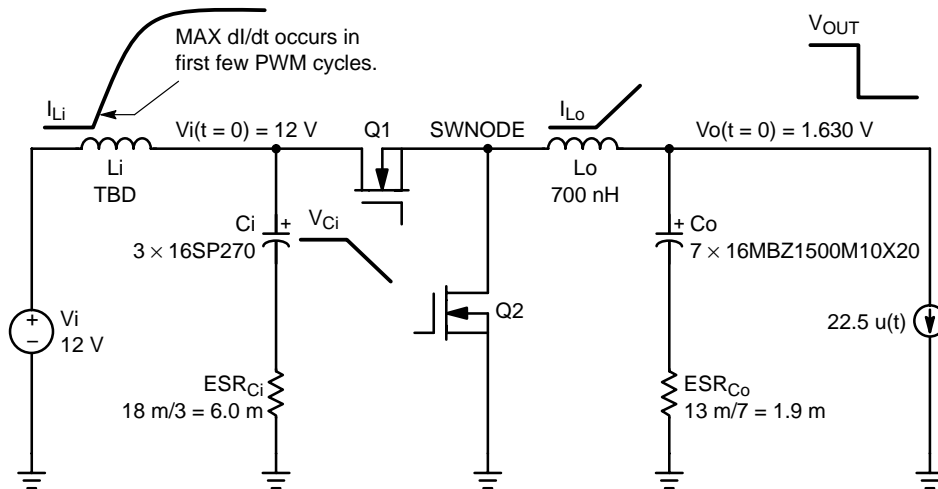 MAX dI/dt occurs in
first few PWM cycles.
V_OUT
I_Li
Vi(t = 0) = 12 V
Q1
SWNODE
I_Lo
Vo(t = 0) = 1.630 V
Li
TBD
Lo
700 nH
Ci
+
3 × 16SP270
V_Ci
+
Co
7 × 16MBZ1500M10X20
Q2
+
−
Vi
12 V
22.5 u(t)
ESR_Ci
18 m/3 = 6.0 m
ESR_Co
13 m/7 = 1.9 m